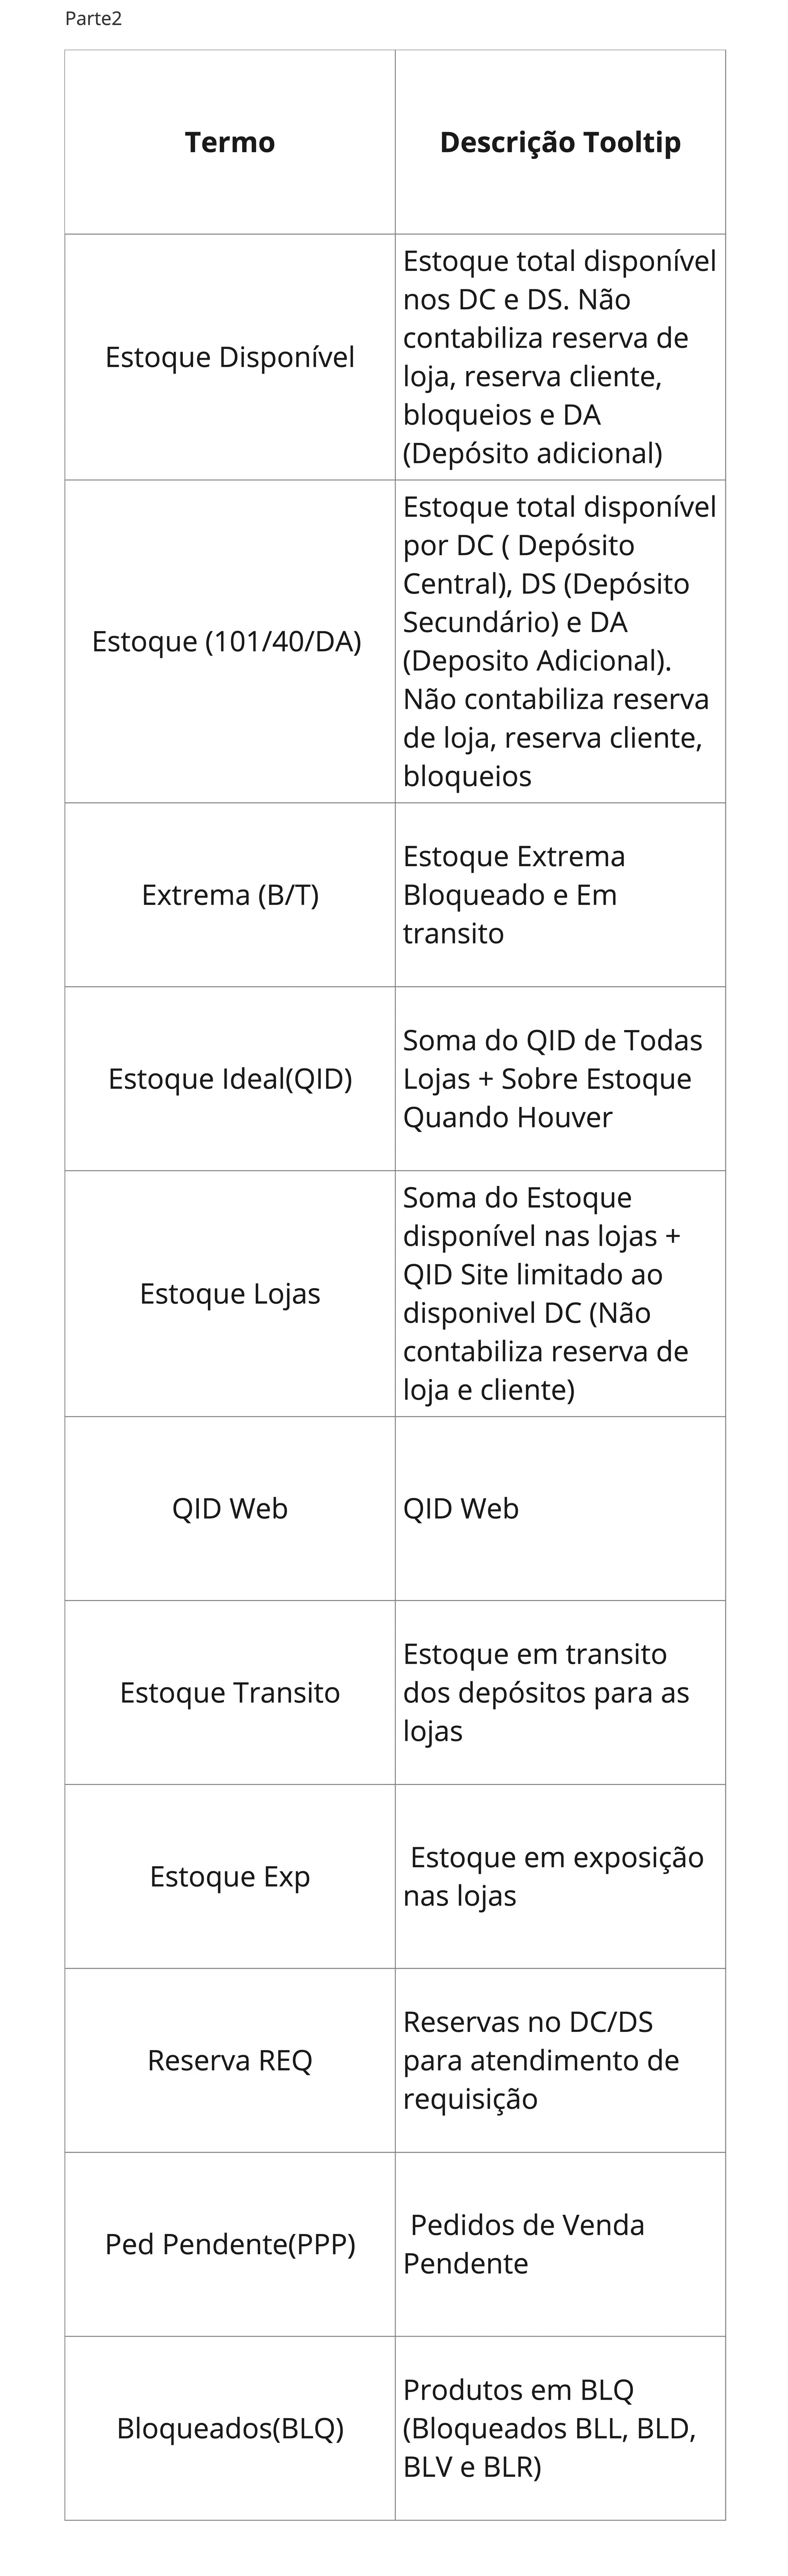 Parte2
Termo
Descrição Tooltip
Estoque Disponível
Estoque total disponível
nos DC e DS. Não
contabiliza reserva de
loja, reserva cliente,
bloqueios e DA
(Depósito adicional)
Estoque (101/40/DA)
Estoque total disponível
por DC ( Depósito
Central), DS (Depósito
Secundário) e DA
(Deposito Adicional).
Não contabiliza reserva
de loja, reserva cliente,
bloqueios
Extrema (B/T)
Estoque Extrema
Bloqueado e Em
transito
Estoque Ideal(QID)
Soma do QID de Todas
Lojas + Sobre Estoque
Quando Houver
Estoque Lojas
Soma do Estoque
disponível nas lojas +
QID Site limitado ao
disponivel DC (Não
contabiliza reserva de
loja e cliente)
QID Web
QID Web
Estoque Transito
Estoque em transito
dos depósitos para as
lojas
Estoque Exp
Estoque em exposição
nas lojas
Reserva REQ
Reservas no DC/DS
para atendimento de
requisição
Ped Pendente(PPP)
Pedidos de Venda
Pendente
Bloqueados(BLQ)
Produtos em BLQ
(Bloqueados BLL, BLD,
BLV e BLR)